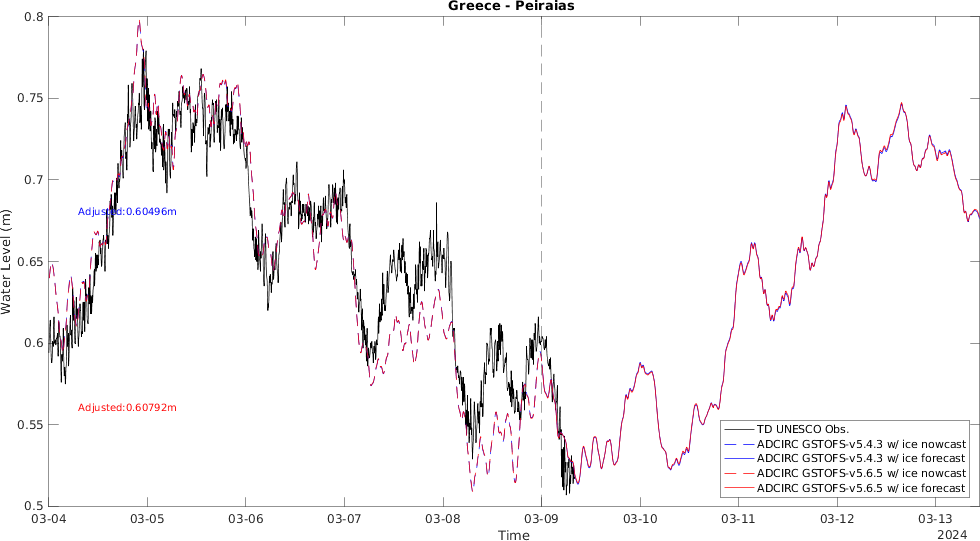 Greece - Peiraias
0.8
0.75
0.7
0.65
0.6
0.55
0.5
Water Level (m)
Adjusted:0.60496m
Adjusted:0.60792m
TD UNESCO Obs.
ADCIRC GSTOFS-v5.4.3 w/ ice nowcast
ADCIRC GSTOFS-v5.4.3 w/ ice forecast
ADCIRC GSTOFS-v5.6.5 w/ ice nowcast
ADCIRC GSTOFS-v5.6.5 w/ ice forecast
03-04 03-05 03-06 03-07 03-08 03-09 03-10 03-11 03-12 03-13
Time
2024